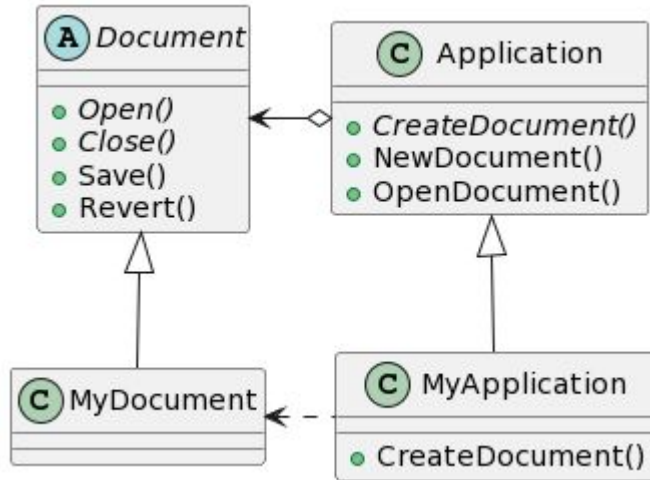 A Document
Open()
Close()
Save()
Revert()
C Application
CreateDocument()
NewDocument()
OpenDocument()
C MyDocument
C MyApplication
CreateDocument()